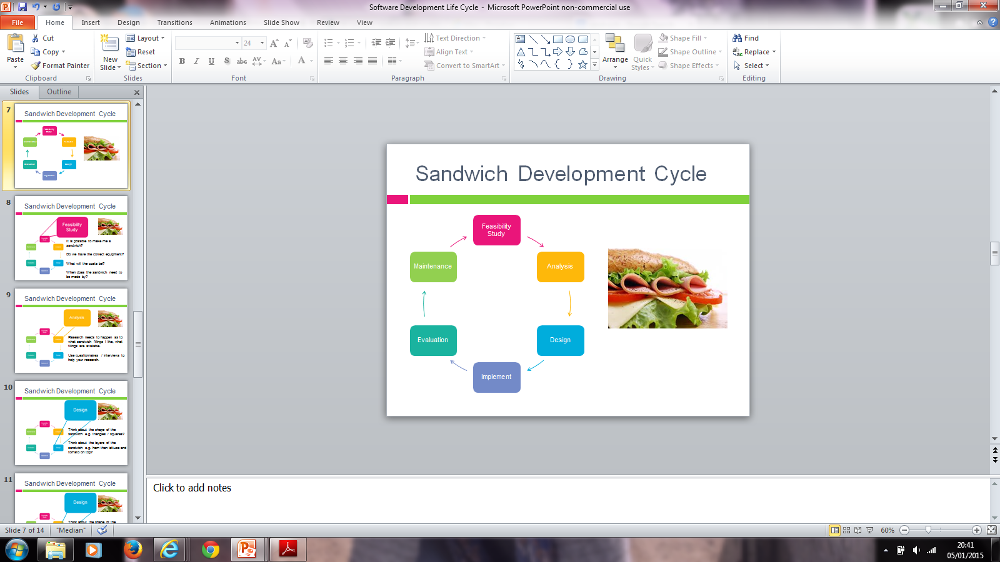 Software Development Life Cycle - Microsoft PowerPoint non-commercial use
File Home Insert Design Transitions Animations Slide Show Review View
Paste
Cut
Copy
Format Painter
Clipboard
New
Slide
Layout
Reset
Section
Slides
24
B I U S abc AV Aa A
Font
Text Direction
Align Text
Convert to SmartArt
Paragraph
Arrange
Quick
Styles
Shape Fill
Shape Outline
Shape Effects
Drawing
Find
Replace
Select
Editing
Slides Outline
7
Sandwich Development Cycle
8
Sandwich Development Cycle
Feasibility
Study
It is possible to make me a
sandwich?
Do we have the correct equipment?
What will the costs be?
When does the sandwich need to
be made by?
9
Sandwich Development Cycle
Analysis
Research needs to happen as to
what sandwich fillings I like, what
fillings are available.
Use questionnaires / interviews to
help your research.
10
Sandwich Development Cycle
Design
Think about the shape of the
sandwich e.g. triangles / squares?
Think about the layers of the
sandwich e.g. ham then lettuce and
tomato on top?
11
Sandwich Development Cycle
Design
Think about the shape of the
Sandwich Development Cycle
Feasibility
Study
Maintenance
Analysis
Evaluation
Design
Implement
Click to add notes
Slide 7 of 14 "Median" 60%
20:41
05/01/2015